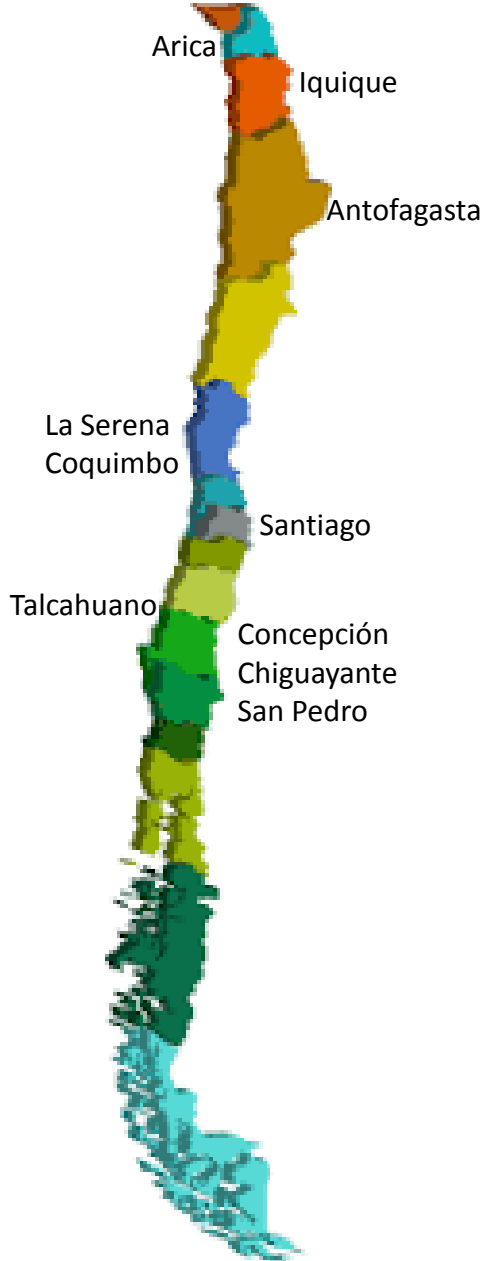 Arica
Iquique
Antofagasta
La Serena
Coquimbo
Santiago
Talcahuano
Concepción
Chiguayante
San Pedro